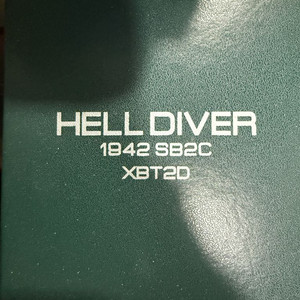 HELL DIVER
1942 SB2C
XBT2D